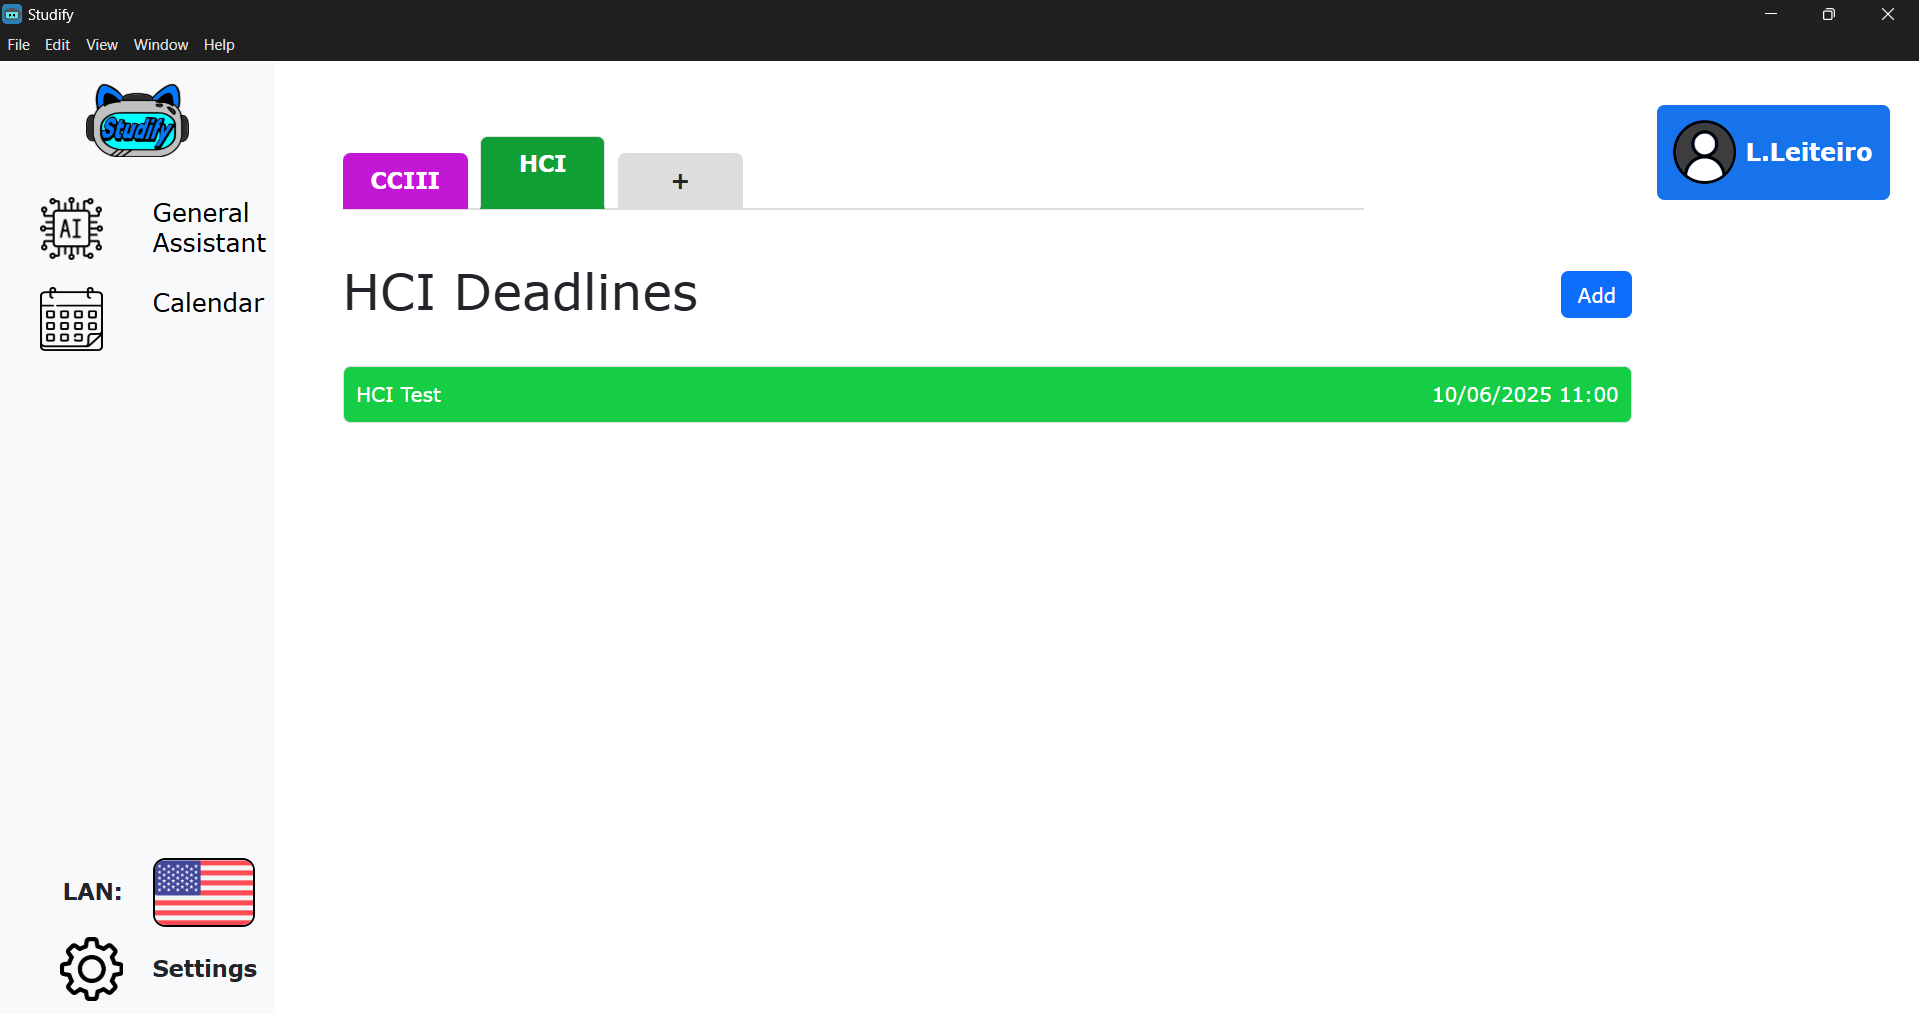 Studify
File Edit View Window Help
Studify
AI
General
Assistant
Calendar
CCIII
HCI
+
L.Leiteiro
HCI Deadlines
Add
HCI Test
10/06/2025 11:00
LAN:
Settings